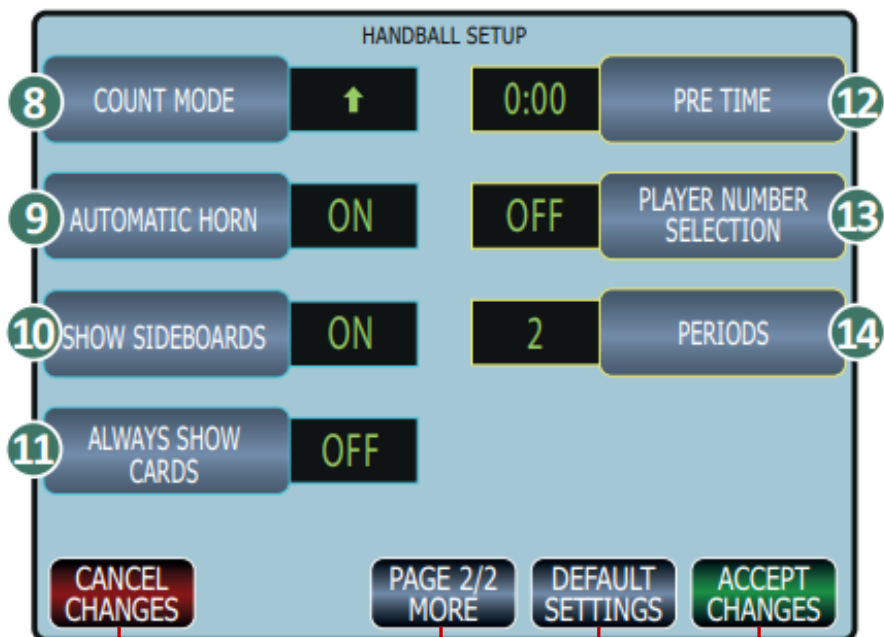 HANDBALL SETUP
8 COUNT MODE ⬆ 0:00 PRE TIME 12
9 AUTOMATIC HORN ON OFF PLAYER NUMBER
SELECTION 13
10 SHOW SIDEBOARDS ON 2 PERIODS 14
11 ALWAYS SHOW
CARDS OFF
CANCEL
CHANGES
PAGE 2/2
MORE
DEFAULT
SETTINGS
ACCEPT
CHANGES